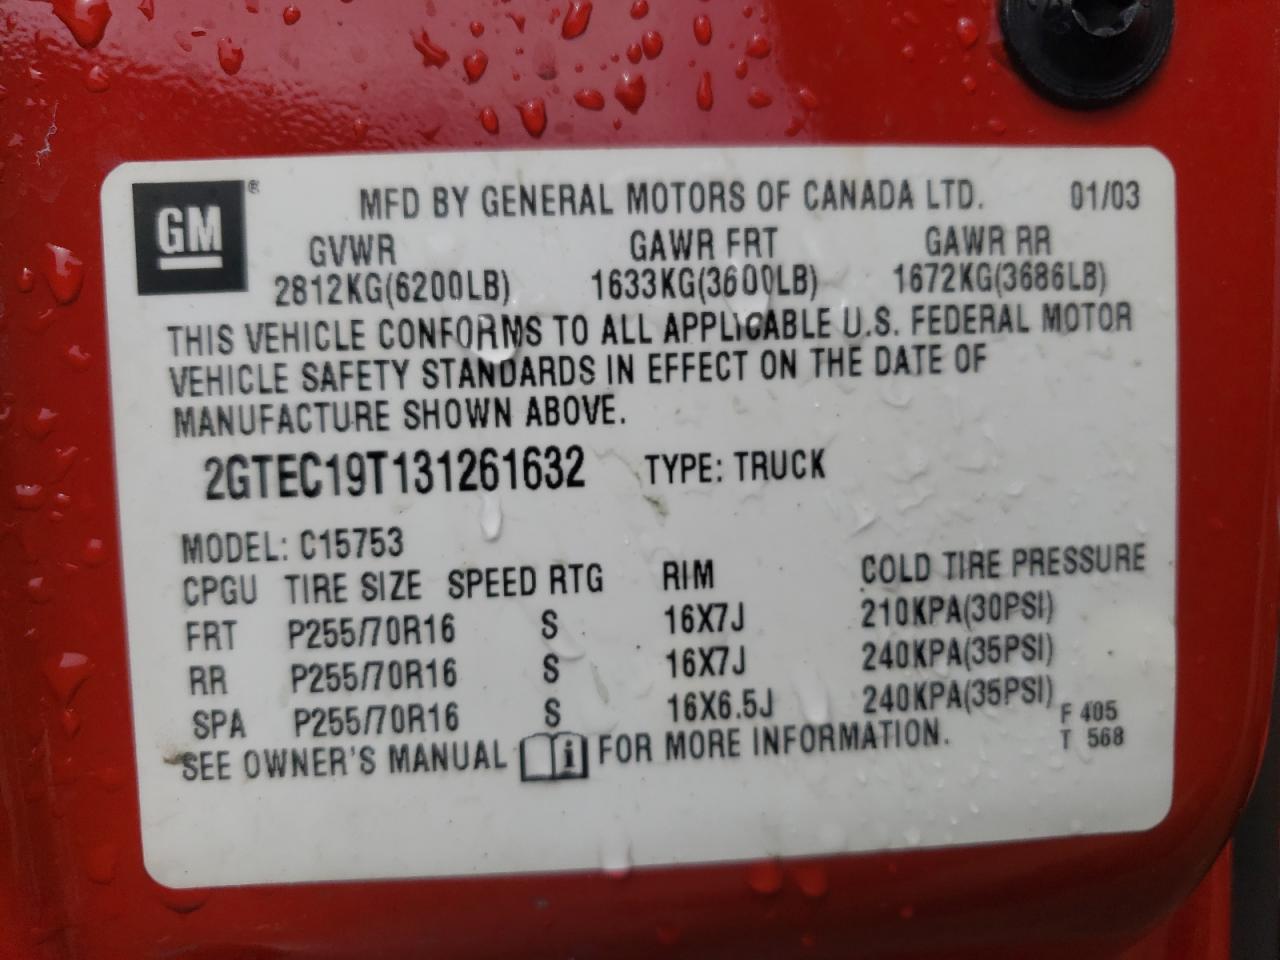 GM ® MFD BY GENERAL MOTORS OF CANADA LTD. 01/03
GVWR GAWR FRT GAWR RR
2812KG(6200LB) 1633KG(3600LB) 1672KG(3686LB)
THIS VEHICLE CONFORMS TO ALL APPLICABLE U.S. FEDERAL MOTOR
VEHICLE SAFETY STANDARDS IN EFFECT ON THE DATE OF
MANUFACTURE SHOWN ABOVE.
2GTEC19T131261632 TYPE: TRUCK
MODEL: C15753
CPGU TIRE SIZE SPEED RTG RIM COLD TIRE PRESSURE
FRT P255/70R16 S 16X7J 210KPA(30PSI)
RR P255/70R16 S 16X7J 240KPA(35PSI)
SPA P255/70R16 S 16X6.5J 240KPA(35PSI) F 405
SEE OWNER'S MANUAL i FOR MORE INFORMATION. T 568